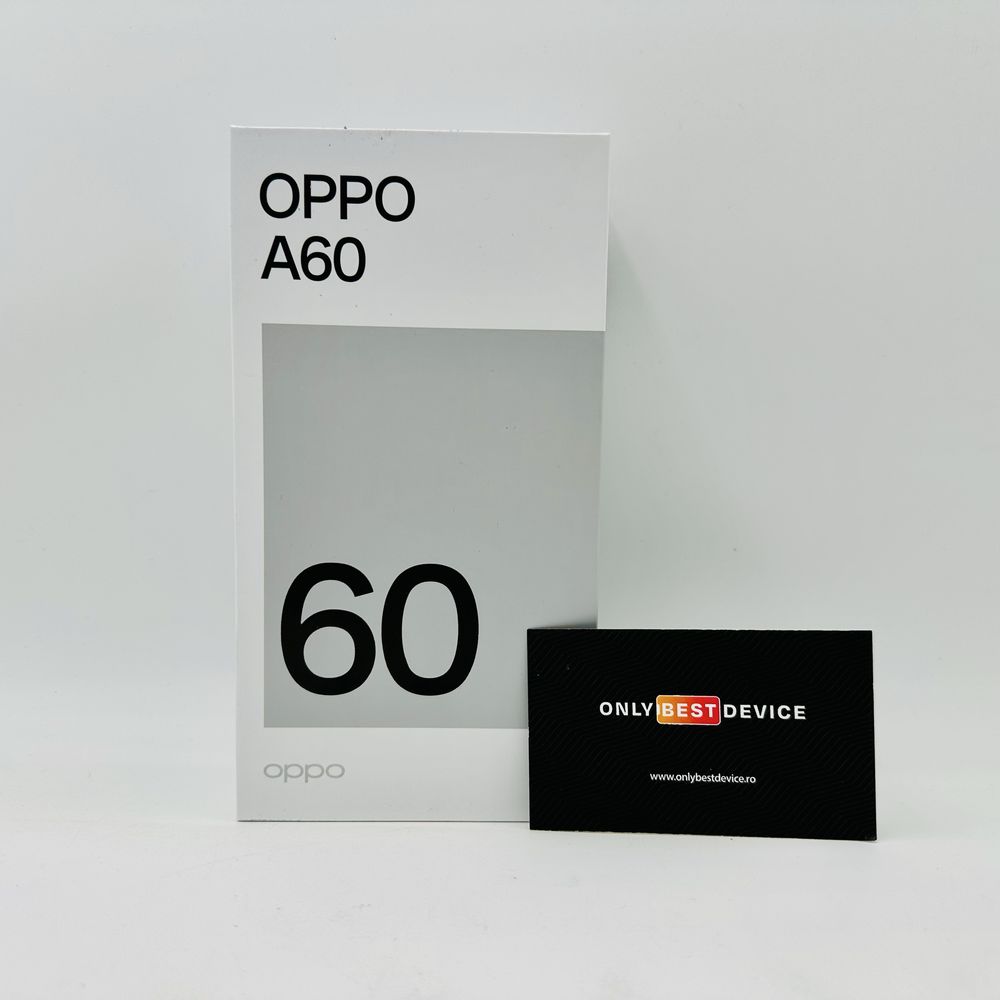 OPPO
A60
60
oppo
ONLY BEST DEVICE
www.onlybestdevice.ro